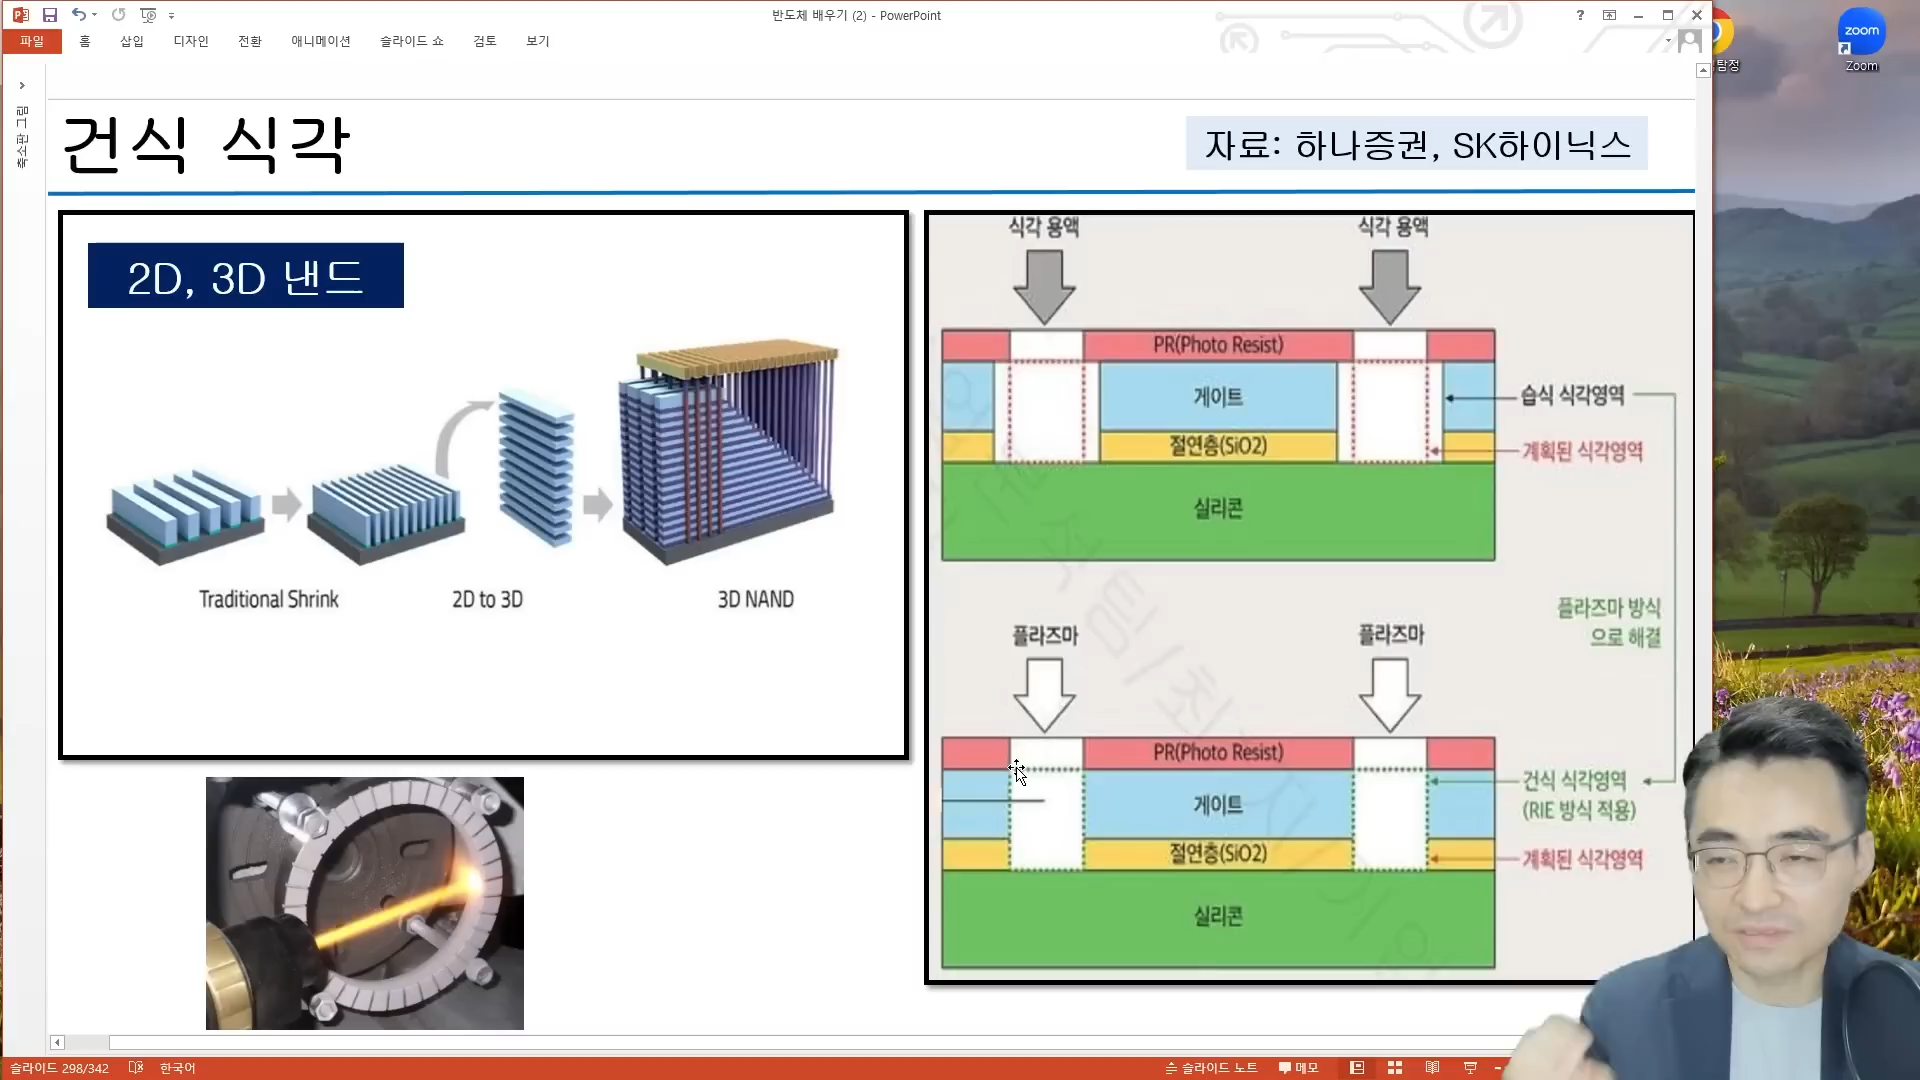 반도체 배우기 (2) - PowerPoint
?
파일 홈 삽입 디자인 전환 애니메이션 슬라이드 쇼 검토 보기
zoom
Zoom
탐정
축소판 그림
건식 식각
자료: 하나증권, SK하이닉스
2D, 3D 낸드
Traditional Shrink
2D to 3D
3D NAND
식각 용액
식각 용액
PR(Photo Resist)
게이트
습식 식각영역
절연층(SiO2)
계획된 식각영역
실리콘
플라즈마 방식
으로 해결
플라즈마
플라즈마
PR(Photo Resist)
건식 식각영역
(RIE 방식 적용)
게이트
절연층(SiO2)
계획된 식각영역
실리콘
슬라이드 298/342
한국어
슬라이드 노트
메모